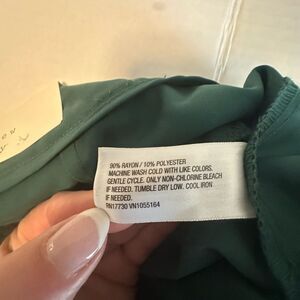 90% RAYON / 10% POLYESTER
MACHINE WASH COLD WITH LIKE COLORS.
GENTLE CYCLE. ONLY NON-CHLORINE BLEACH
IF NEEDED. TUMBLE DRY LOW. COOL IRON
IF NEEDED.
RN17730 VN1055164